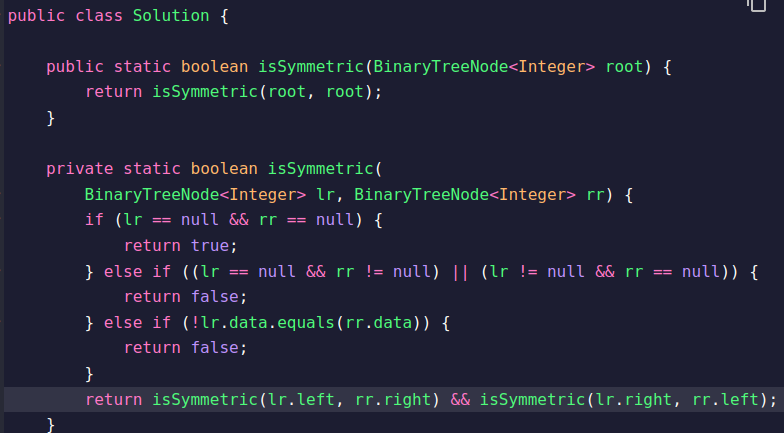 public class Solution {
    public static boolean isSymmetric(BinaryTreeNode<Integer> root) {
        return isSymmetric(root, root);
    }
    private static boolean isSymmetric(
        BinaryTreeNode<Integer> lr, BinaryTreeNode<Integer> rr) {
        if (lr == null && rr == null) {
            return true;
        } else if ((lr == null && rr != null) || (lr != null && rr == null)) {
            return false;
        } else if (!lr.data.equals(rr.data)) {
            return false;
        }
        return isSymmetric(lr.left, rr.right) && isSymmetric(lr.right, rr.left);
    }